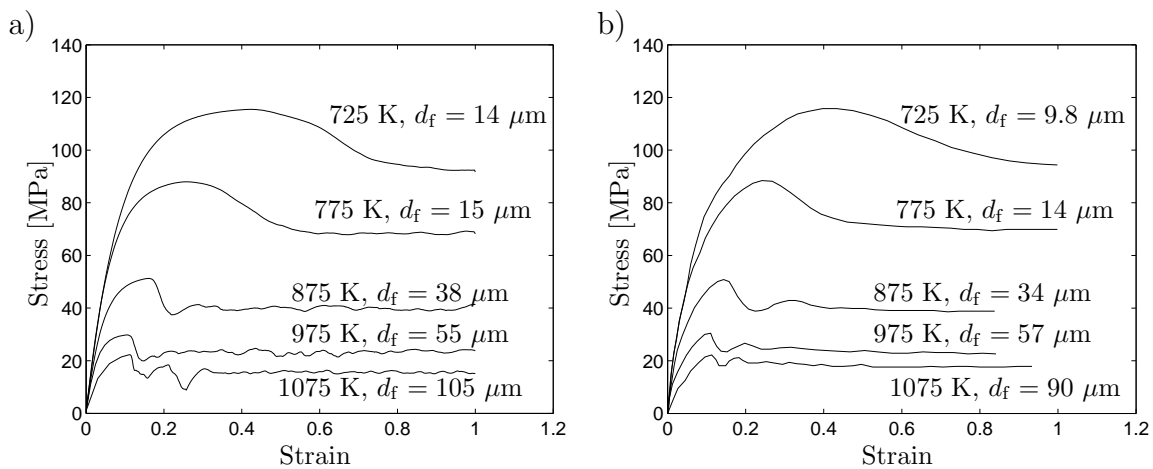 a)
140
120
100
80
60
40
20
0
Stress [MPa]
725 K, d_f = 14 μm
775 K, d_f = 15 μm
875 K, d_f = 38 μm
975 K, d_f = 55 μm
1075 K, d_f = 105 μm
0 0.2 0.4 0.6 0.8 1 1.2
Strain
b)
140
120
100
80
60
40
20
0
Stress [MPa]
725 K, d_f = 9.8 μm
775 K, d_f = 14 μm
875 K, d_f = 34 μm
975 K, d_f = 57 μm
1075 K, d_f = 90 μm
0 0.2 0.4 0.6 0.8 1 1.2
Strain